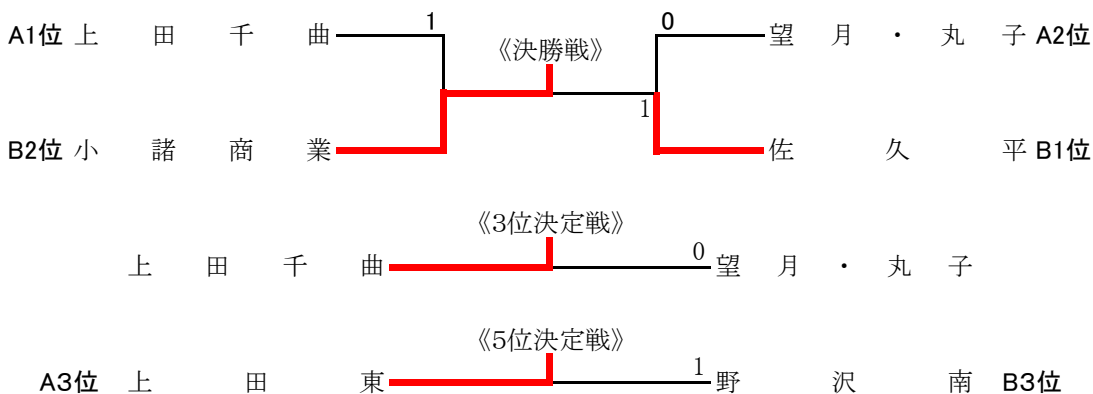 A1位 上田千曲 1 0 望月・丸子 A2位
《決勝戦》
1
B2位 小諸商業 佐久平 B1位
《3位決定戦》
上田千曲 0 望月・丸子
《5位決定戦》
A3位 上田東 1 野沢南 B3位